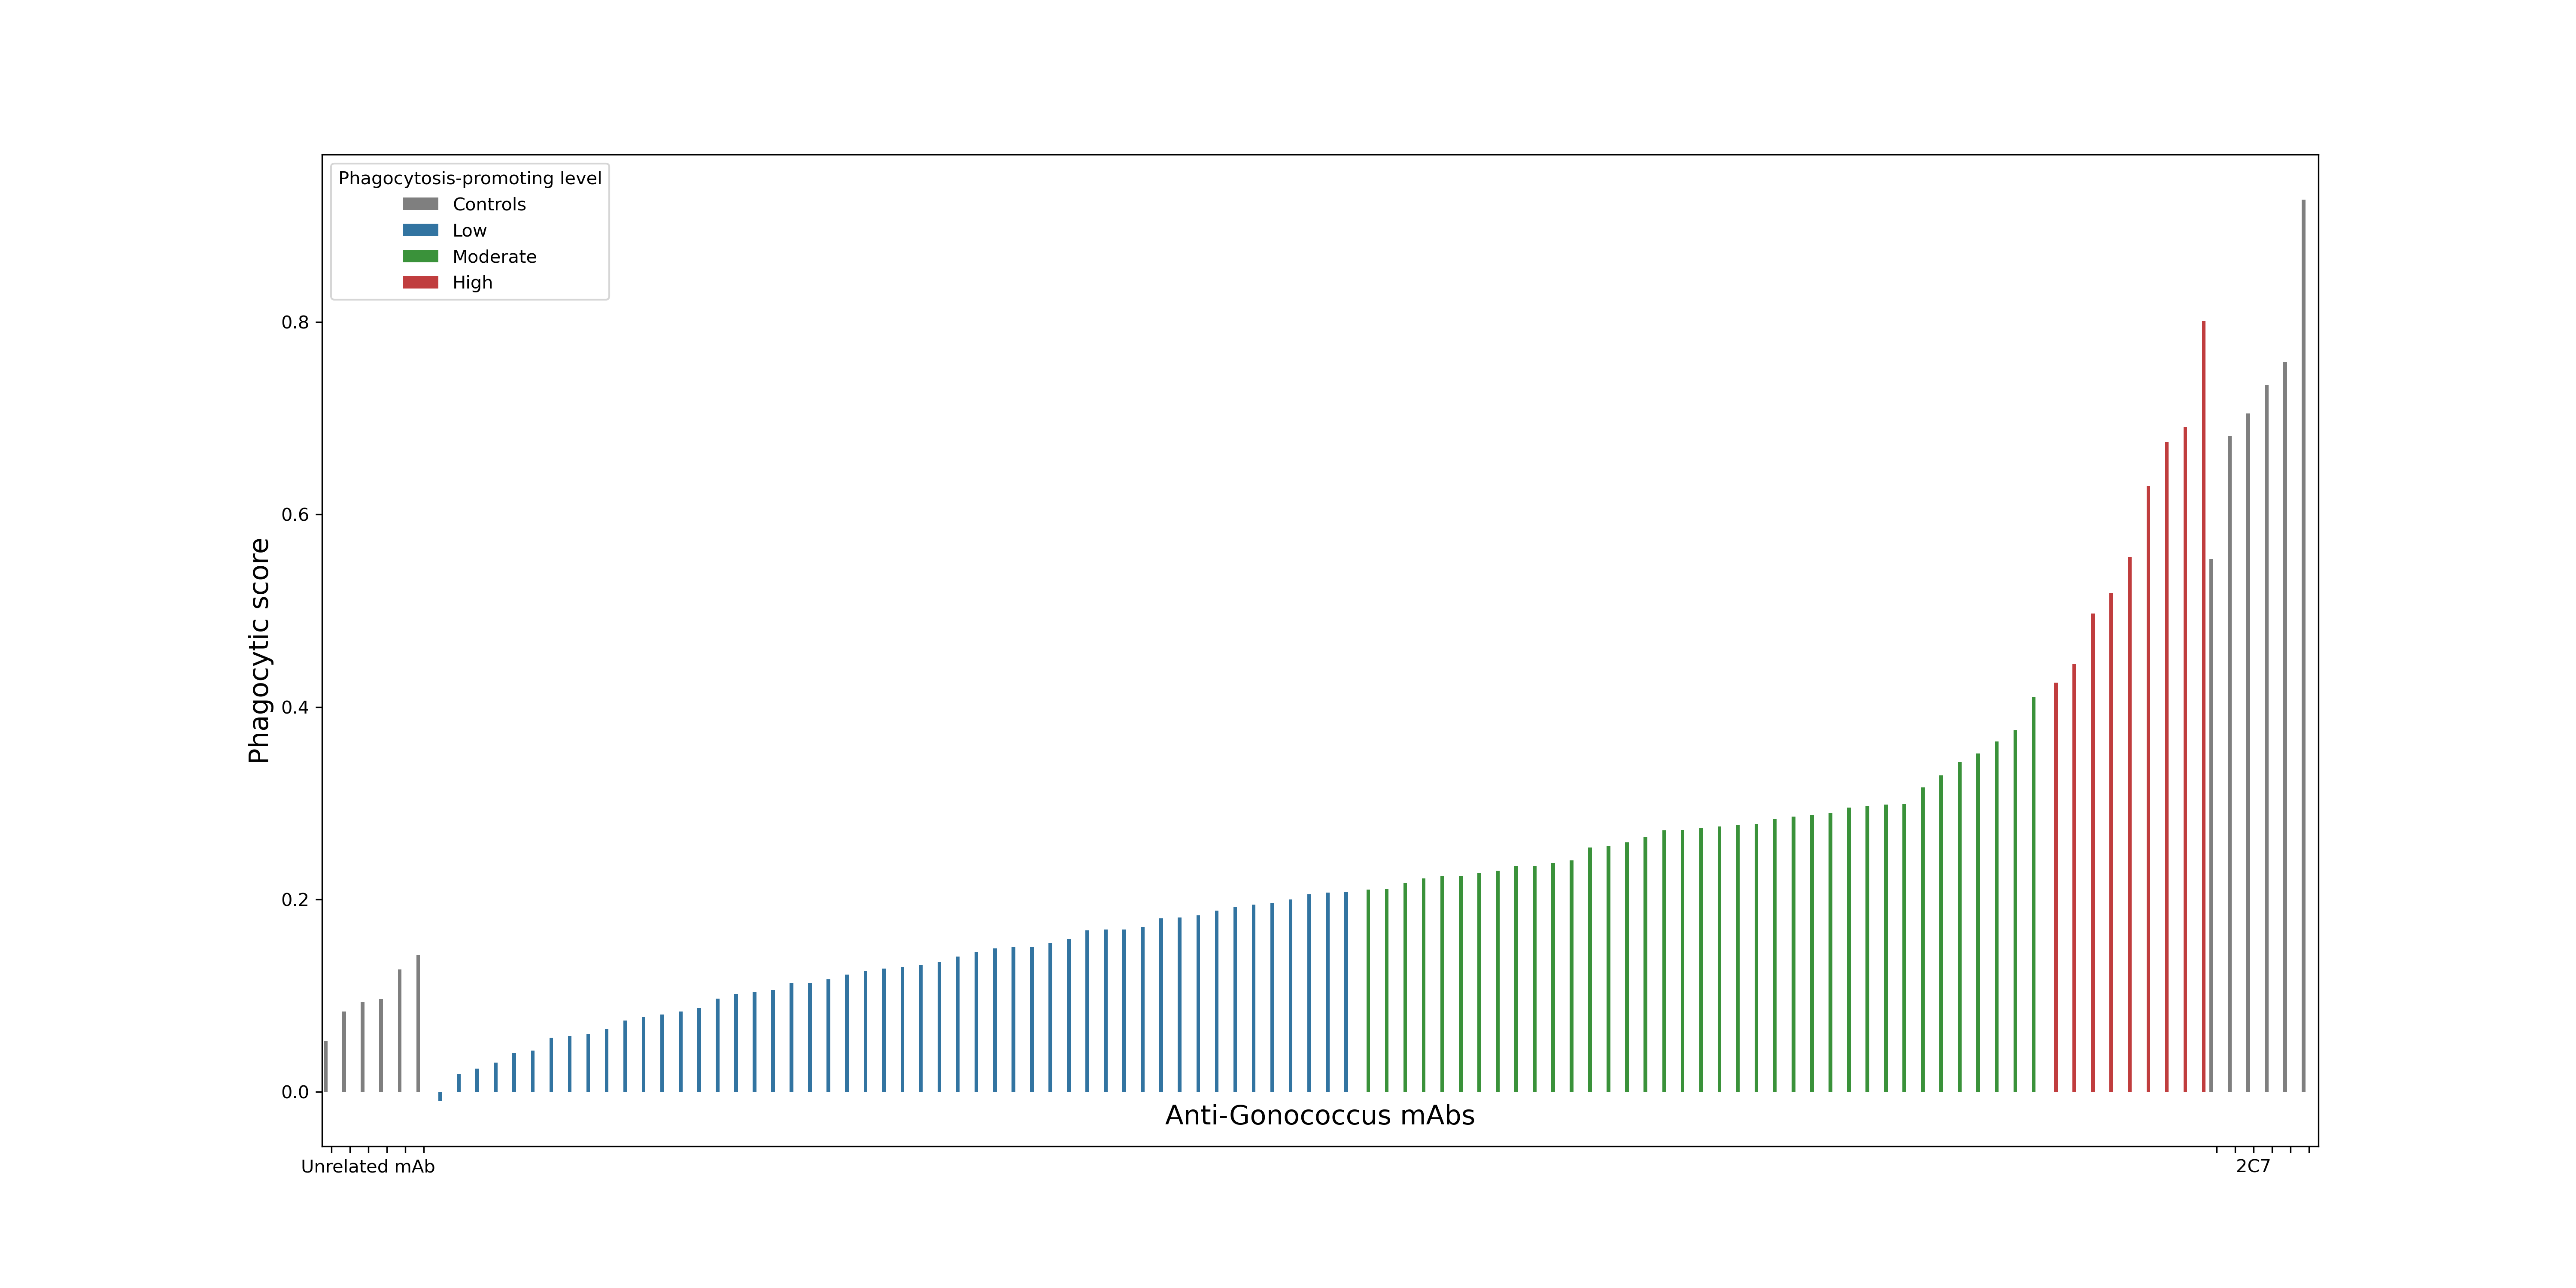 Phagocytosis-promoting level
Controls
Low
Moderate
High
Phagocytic score
0.8
0.6
0.4
0.2
0.0
Anti-Gonococcus mAbs
Unrelated mAb
2C7